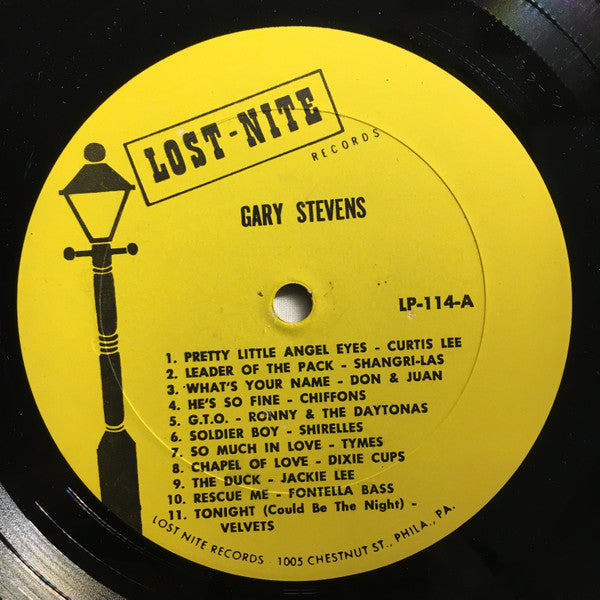 LOST-NITE
RECORDS
GARY STEVENS
LP-114-A
1. PRETTY LITTLE ANGEL EYES - CURTIS LEE
2. LEADER OF THE PACK - SHANGRI-LAS
3. WHAT'S YOUR NAME - DON & JUAN
4. HE'S SO FINE - CHIFFONS
5. G.T.O. - RONNY & THE DAYTONAS
6. SOLDIER BOY - SHIRELLES
7. SO MUCH IN LOVE - TYMES
8. CHAPEL OF LOVE - DIXIE CUPS
9. THE DUCK - JACKIE LEE
10. RESCUE ME - FONTELLA BASS
11. TONIGHT (Could Be The Night) -
VELVETS
LOST NITE RECORDS - 1005 CHESTNUT ST., PHILA., PA.